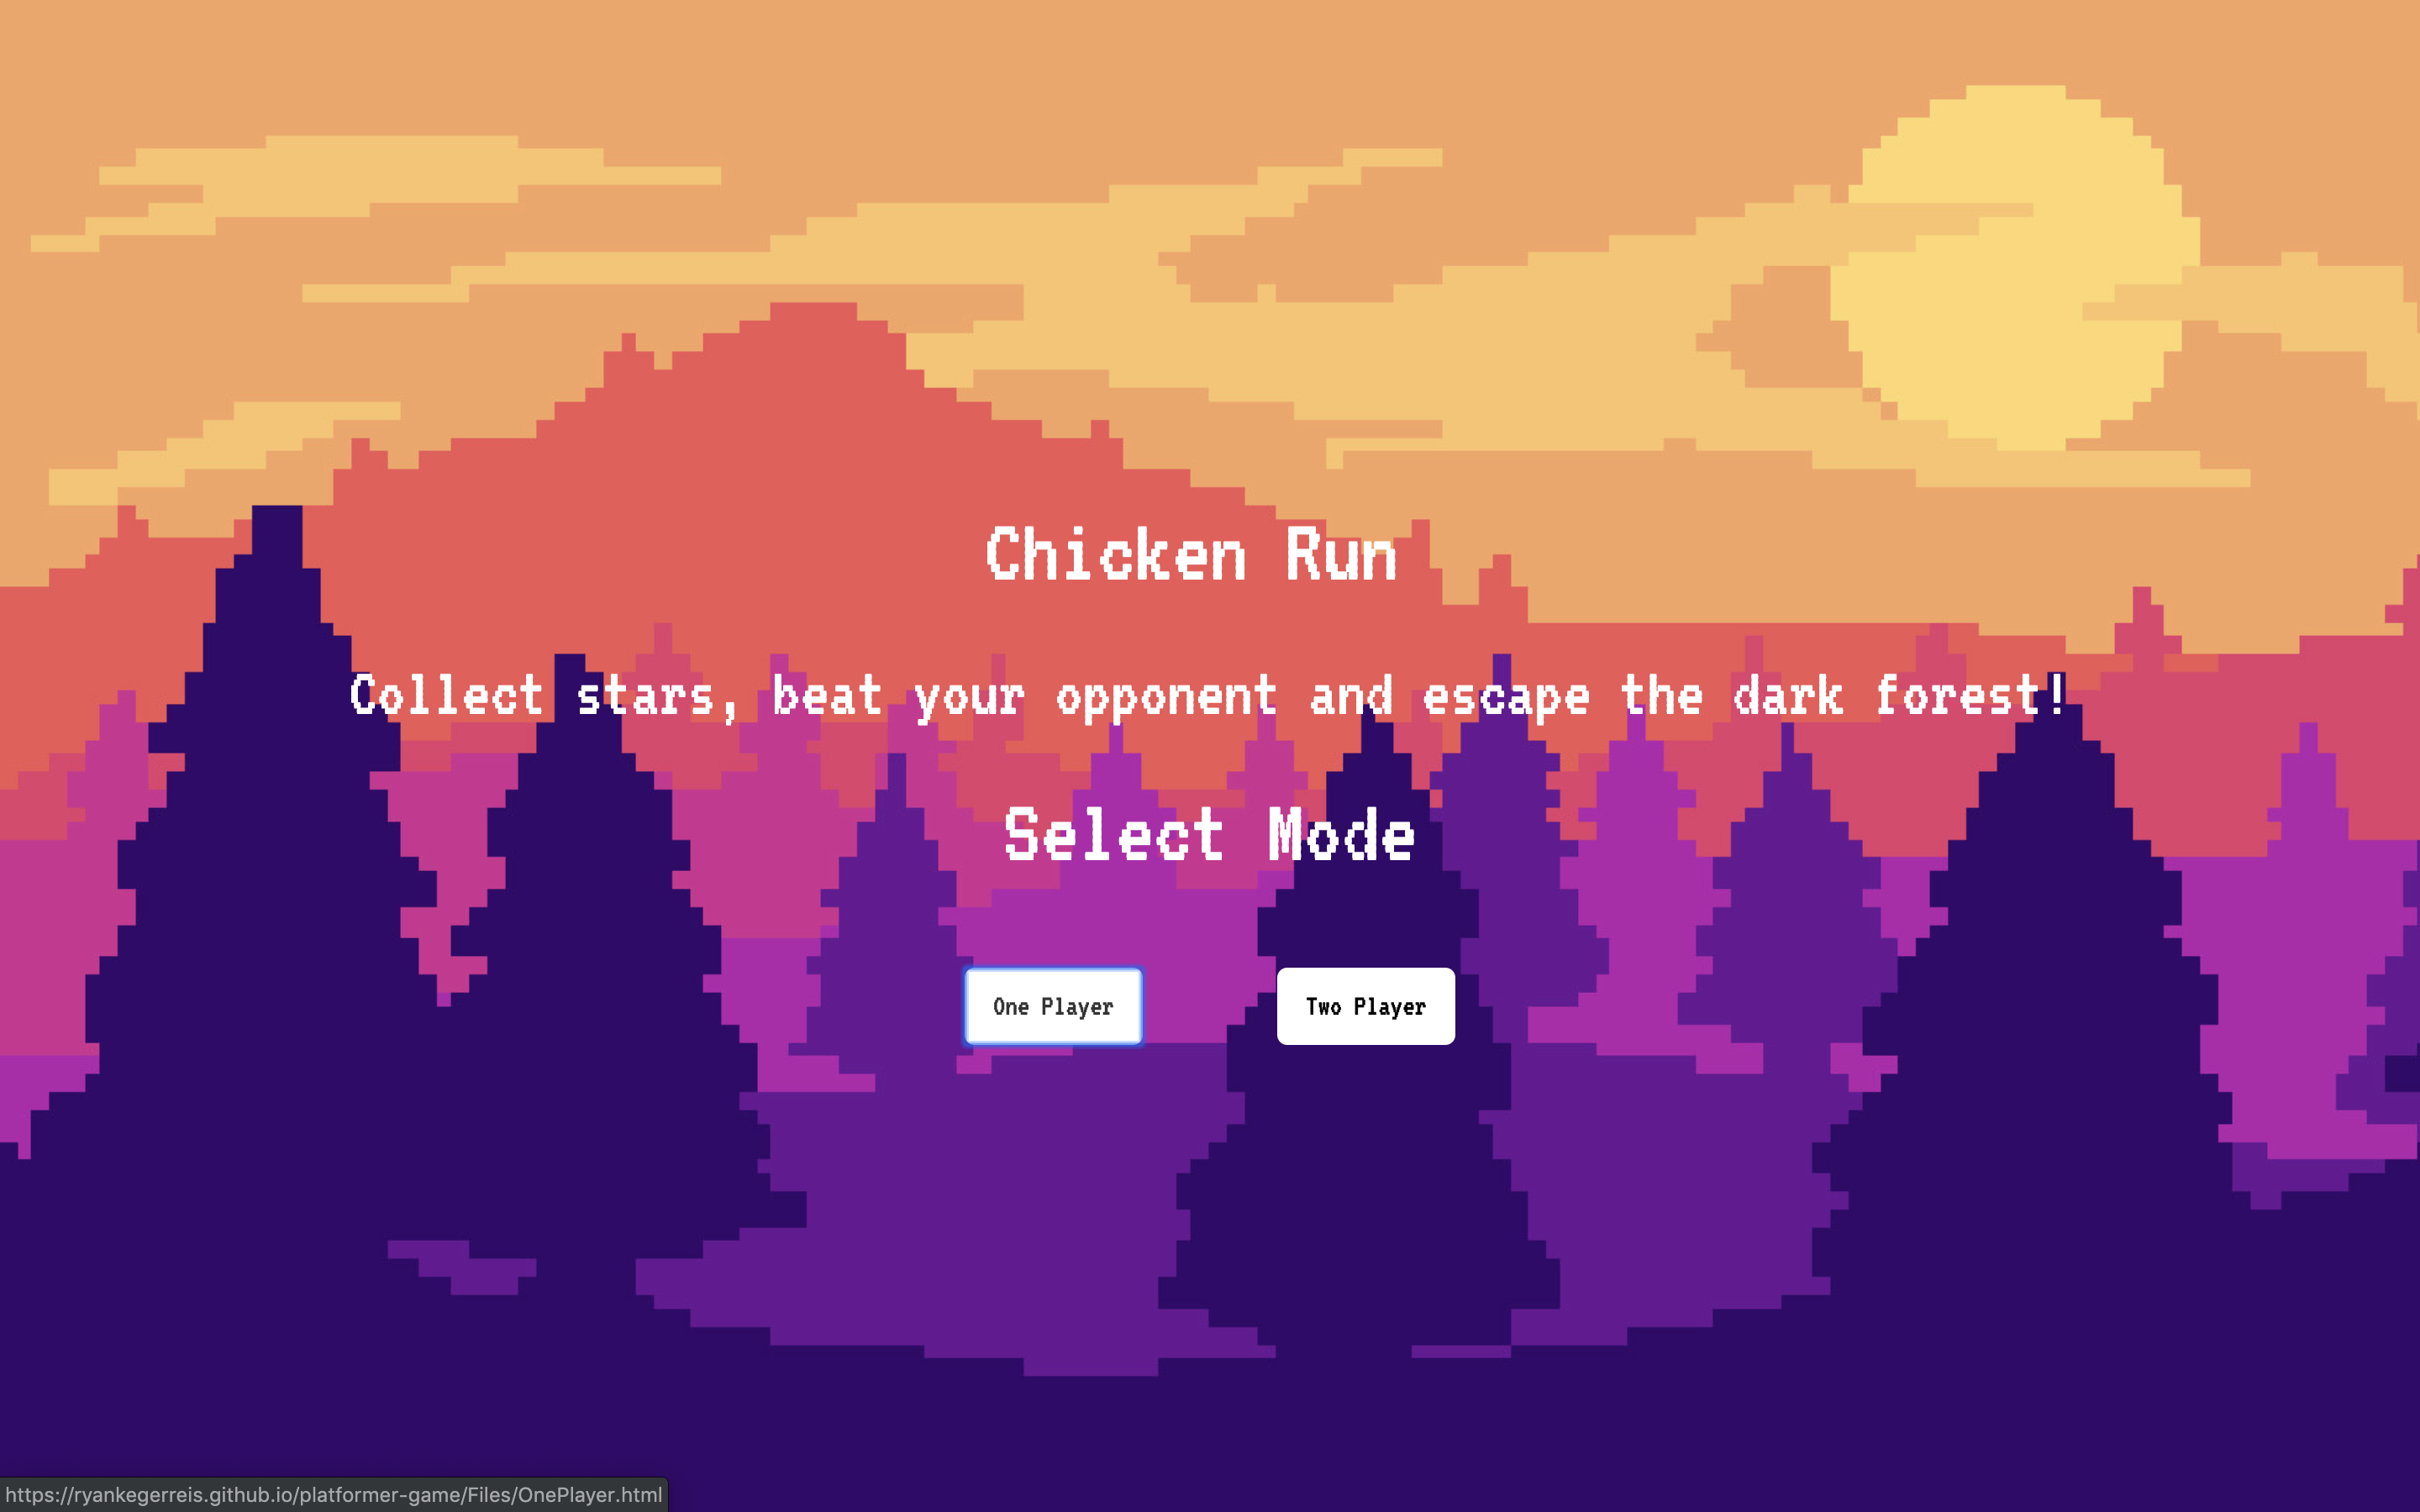 Chicken Run
Collect stars, beat your opponent and escape the dark forest!
Select Mode
One Player
Two Player
https://ryankegerreis.github.io/platformer-game/Files/OnePlayer.html